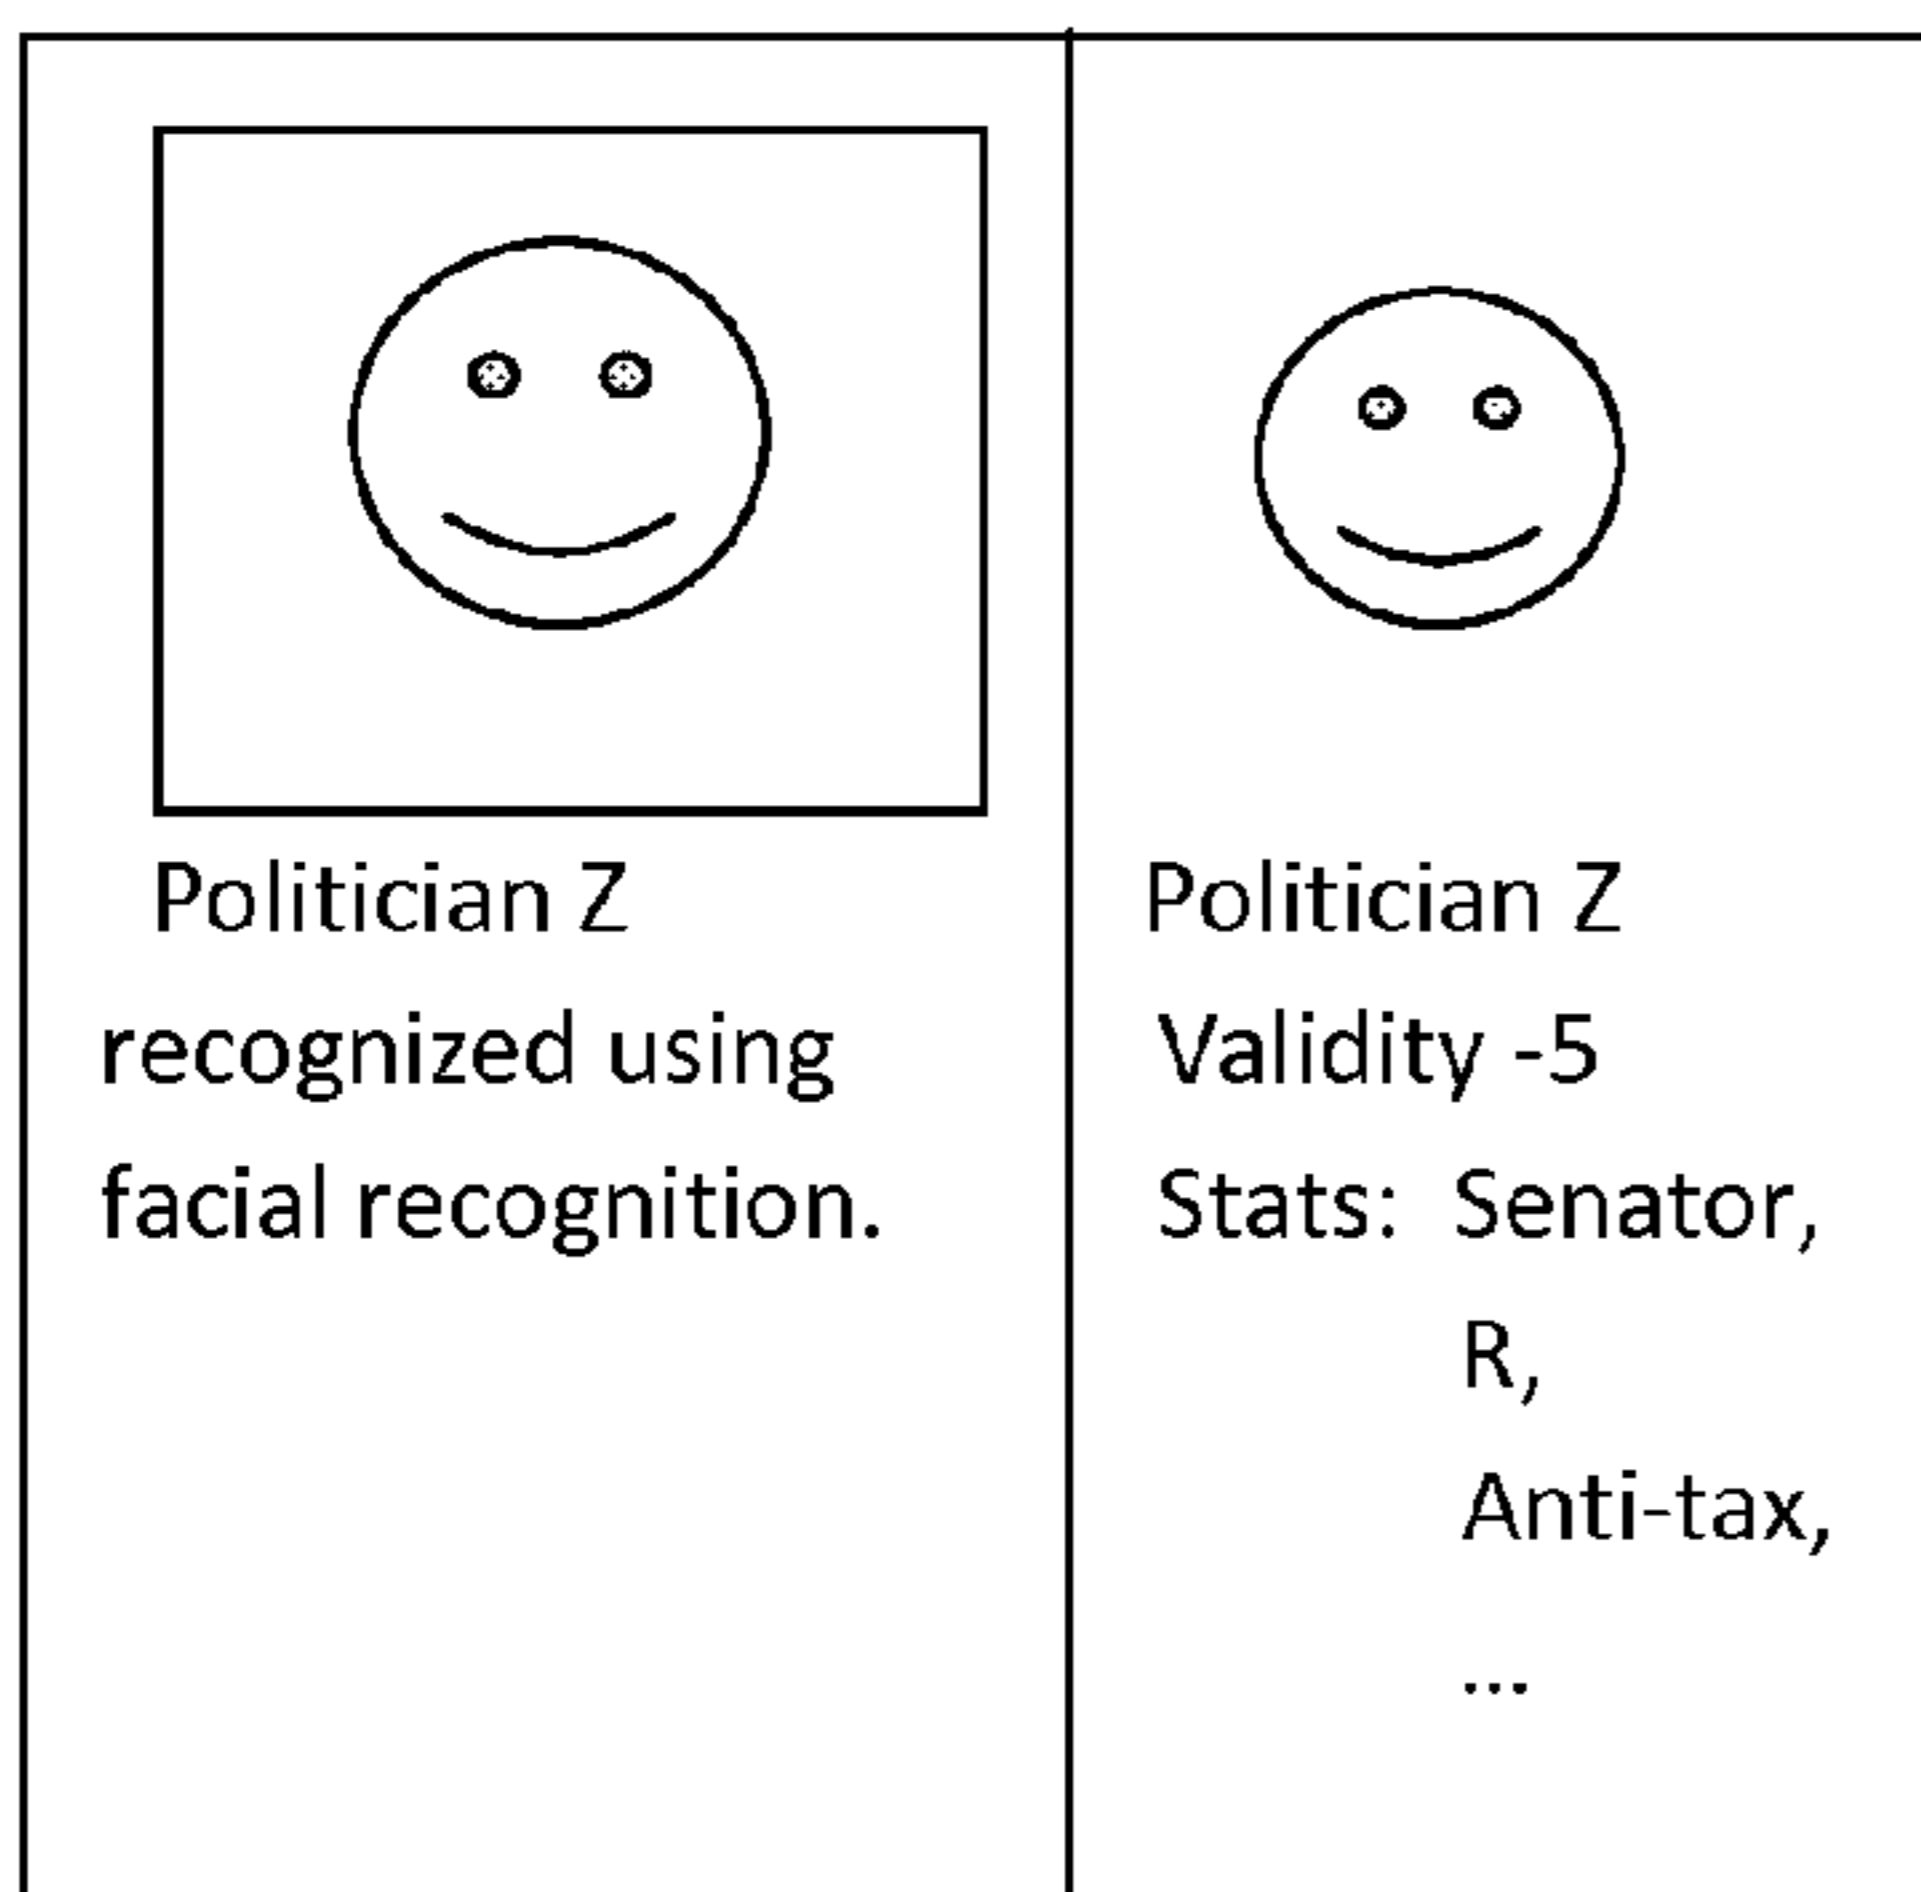 Politician Z
recognized using
facial recognition.
Politician Z
Validity -5
Stats: Senator,
R,
Anti-tax,
...